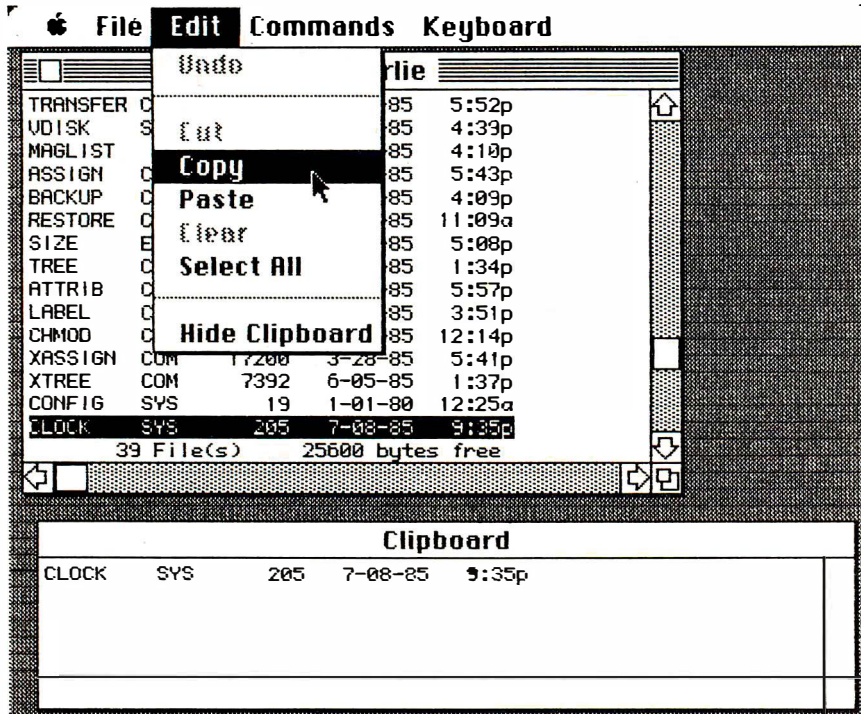 File Edit Commands Keyboard
rlie
Undo
Cut
Copy
Paste
Clear
Select All
Hide Clipboard
TRANSFER C -85 5:52p
VDISK S -85 4:39p
MAGLIST -85 4:10p
ASSIGN C -85 5:43p
BACKUP C -85 4:09p
RESTORE C -85 11:09a
SIZE E -85 5:08p
TREE C -85 1:34p
ATTRIB C -85 5:57p
LABEL C -85 3:51p
CHMOD C -85 12:14p
XASSIGN COM 17200 3-28-85 5:41p
XTREE COM 7392 6-05-85 1:37p
CONFIG SYS 19 1-01-80 12:25a
CLOCK SYS 205 7-08-85 9:35p
39 File(s) 25600 bytes free
Clipboard
CLOCK SYS 205 7-08-85 9:35p